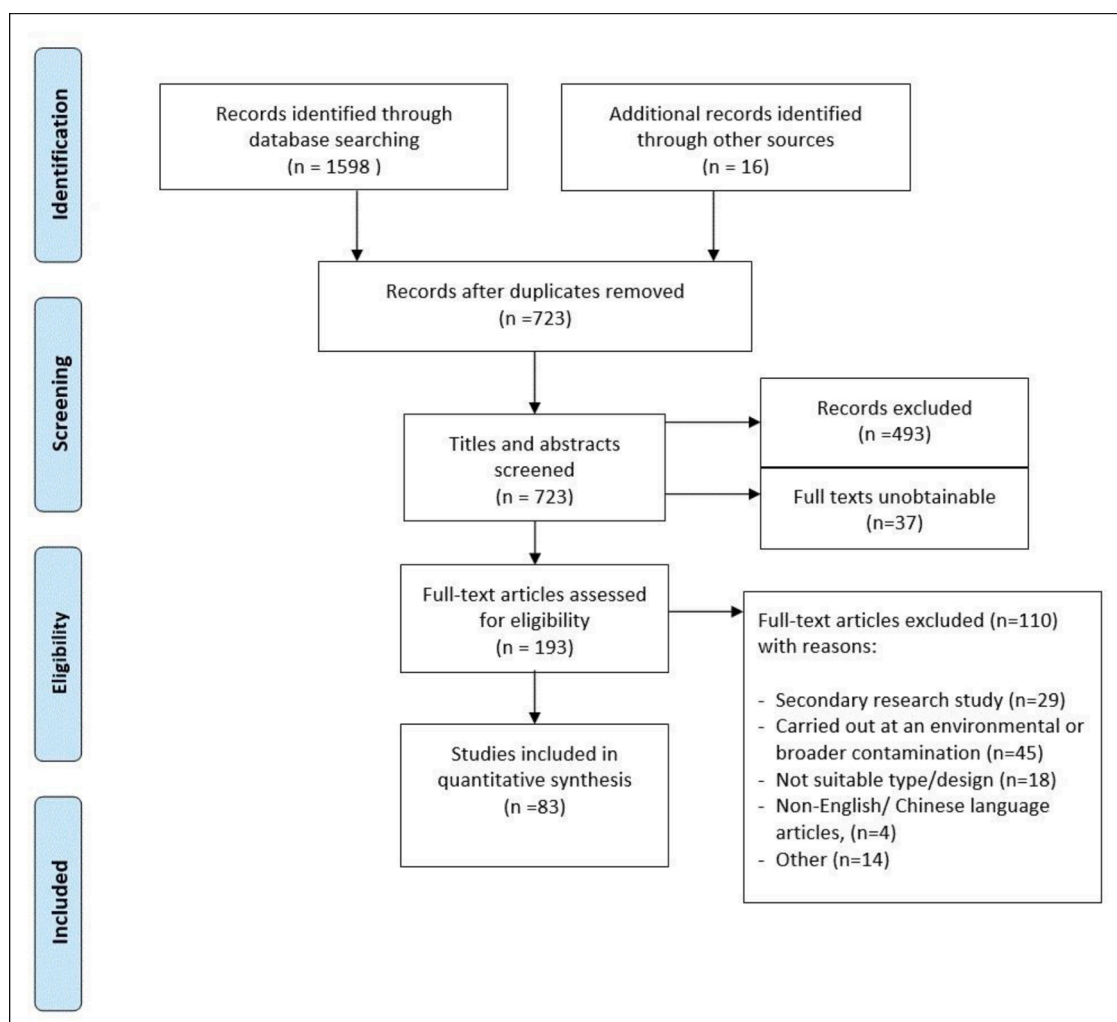 Identification
Records identified through
database searching
(n = 1598 )
Additional records identified
through other sources
(n = 16)
Records after duplicates removed
(n =723)
Screening
Titles and abstracts
screened
(n = 723)
Records excluded
(n =493)
Full texts unobtainable
(n=37)
Eligibility
Full-text articles assessed
for eligibility
(n = 193)
Full-text articles excluded (n=110)
with reasons:
- Secondary research study (n=29)
- Carried out at an environmental or
broader contamination (n=45)
- Not suitable type/design (n=18)
- Non-English/ Chinese language
articles, (n=4)
- Other (n=14)
Included
Studies included in
quantitative synthesis
(n =83)